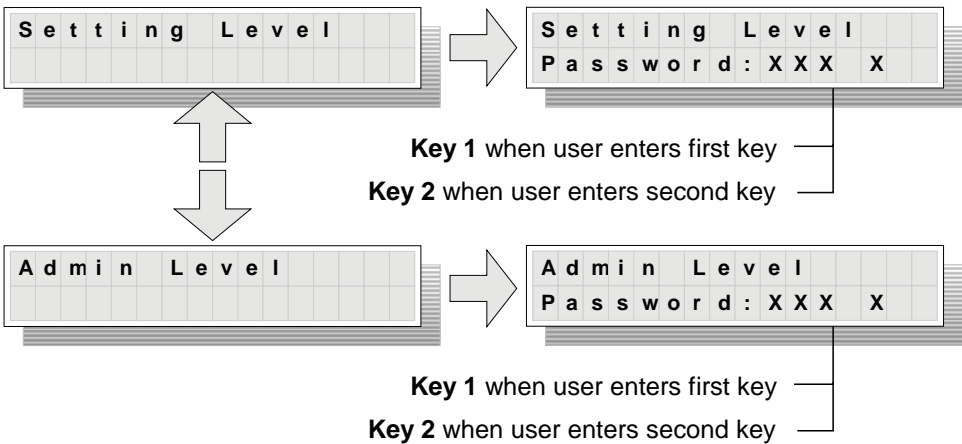 Setting Level
Setting Level
Password:XXX X
Key 1 when user enters first key
Key 2 when user enters second key
Admin Level
Admin Level
Password:XXX X
Key 1 when user enters first key
Key 2 when user enters second key